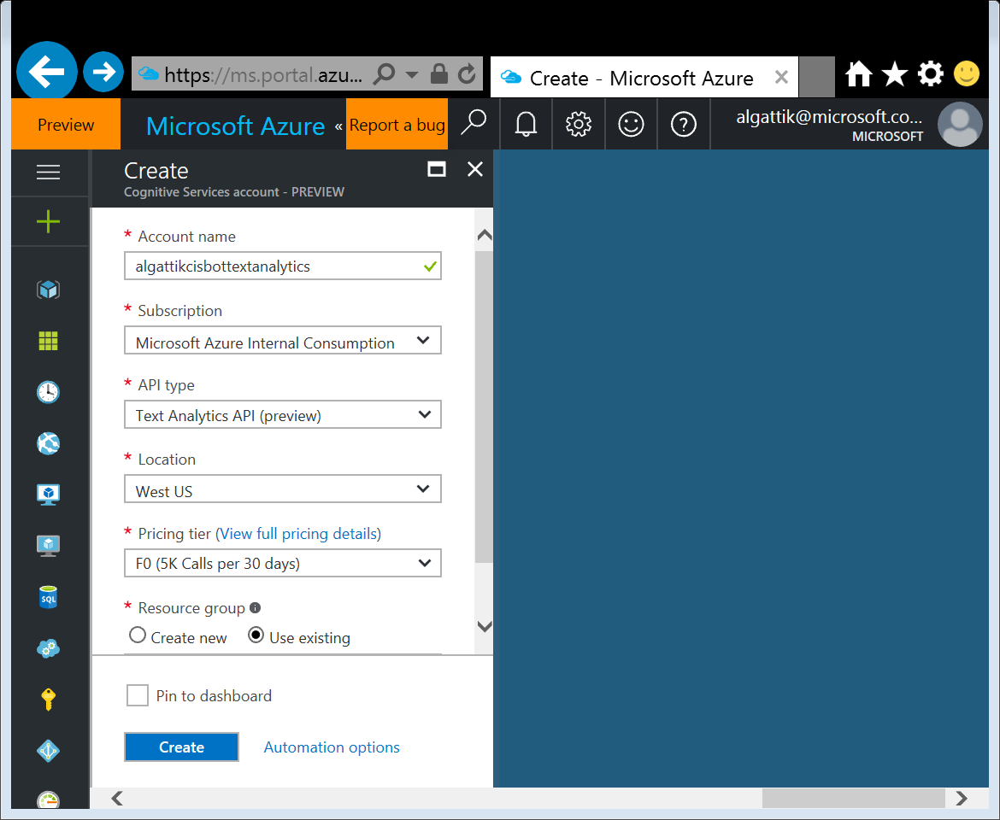 https://ms.portal.azu...
Create - Microsoft Azure
Preview
Microsoft Azure «
Report a bug
algattik@microsoft.co...
MICROSOFT
Create
Cognitive Services account - PREVIEW
* Account name
algattikcisbottextanalytics
* Subscription
Microsoft Azure Internal Consumption
* API type
Text Analytics API (preview)
* Location
West US
* Pricing tier (View full pricing details)
F0 (5K Calls per 30 days)
* Resource group
Create new Use existing
Pin to dashboard
Create Automation options
SQL